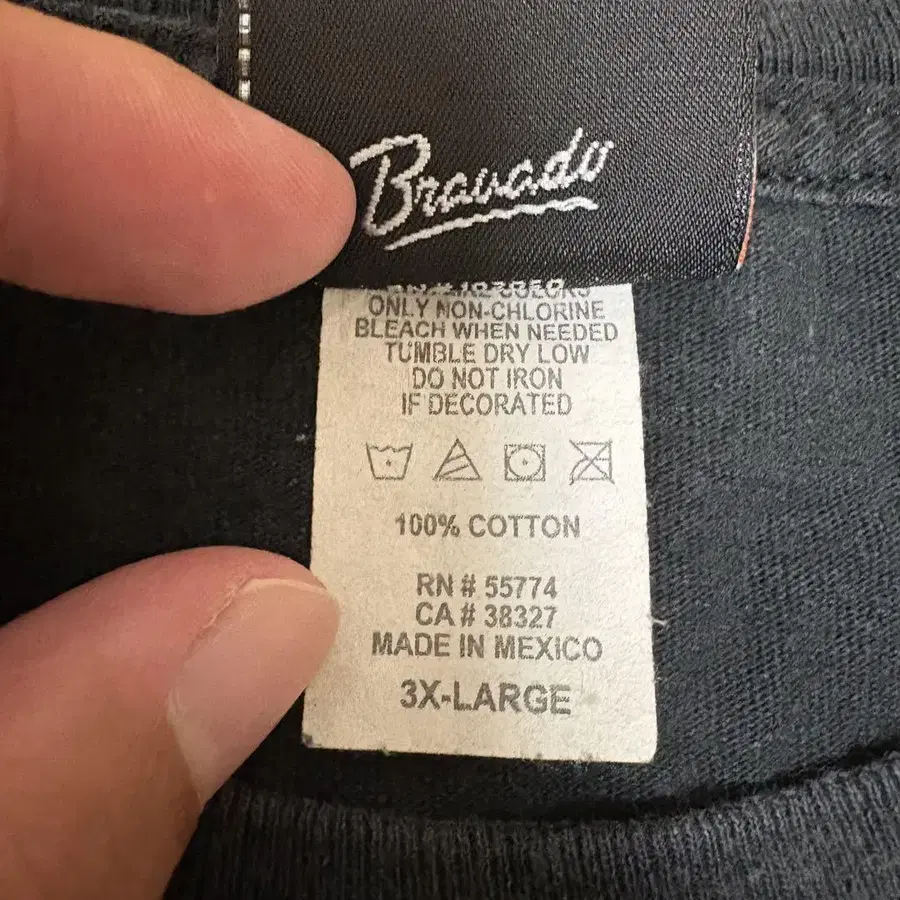 Bravado
ONLY NON-CHLORINE
BLEACH WHEN NEEDED
TUMBLE DRY LOW
DO NOT IRON
IF DECORATED
100% COTTON
RN # 55774
CA # 38327
MADE IN MEXICO
3X-LARGE